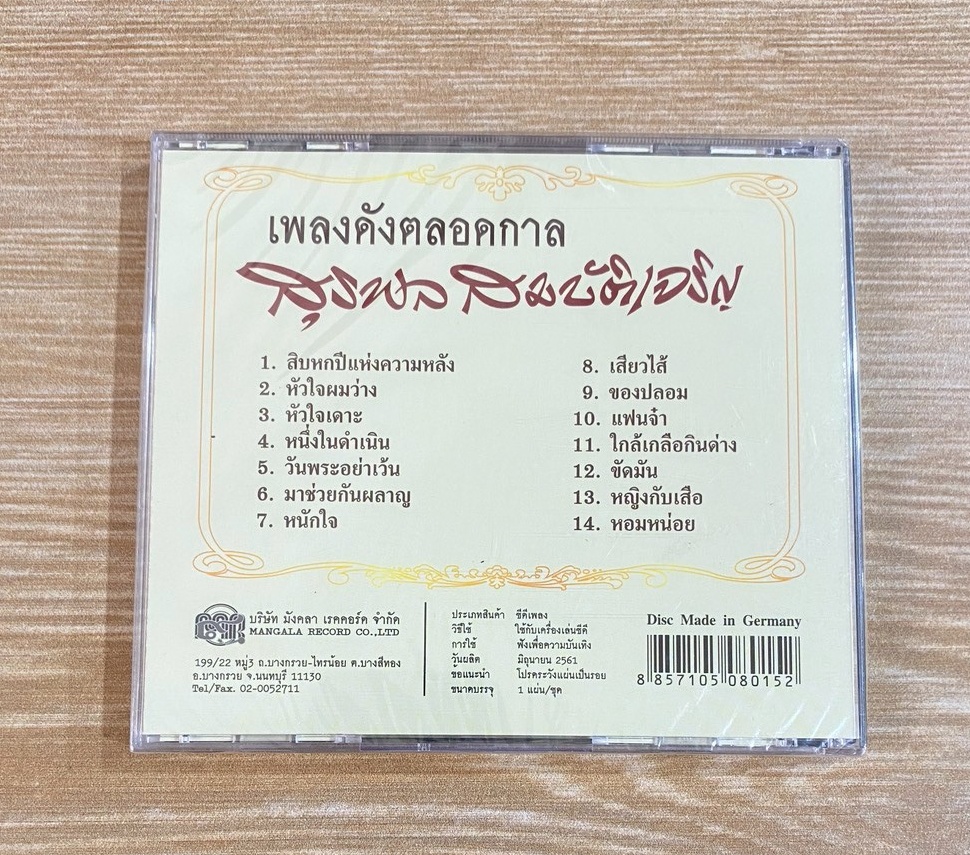 เพลงดังตลอดกาล
สุรพล สมบัติเจริญ
1. สิบหกปีแห่งความหลัง
2. หัวใจผมว่าง
3. หัวใจเดาะ
4. หนึ่งในดำเนิน
5. วันพระอย่าเว้น
6. มาช่วยกันผลาญ
7. หนักใจ
8. เสียวไส้
9. ของปลอม
10. แฟนจ๋า
11. ใกล้เกลือกินด่าง
12. ขัดมัน
13. หญิงกับเสือ
14. หอมหน่อย
บริษัท มังคลา เรคคอร์ด จำกัด
MANGALA RECORD CO.,LTD
199/22 หมู่3 ถ.บางกรวย-ไทรน้อย ต.บางสีทอง
อ.บางกรวย จ.นนทบุรี 11130
Tel/Fax. 02-0052711
ประเภทสินค้า ซีดีเพลง
วิธีใช้ ใช้กับเครื่องเล่นซีดี
การใช้ ฟังเพื่อความบันเทิง
วันผลิต มิถุนายน 2561
ข้อแนะนำ โปรดระวังแผ่นเป็นรอย
ขนาดบรรจุ 1 แผ่น/ชุด
Disc Made in Germany
8 857105 080152